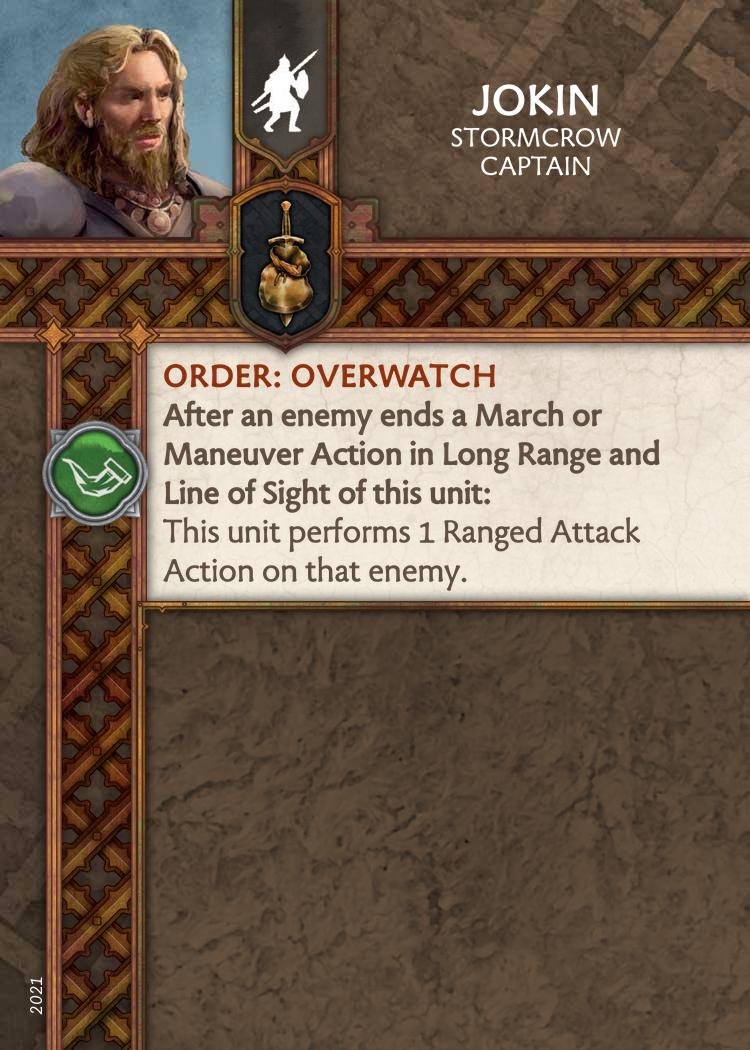 JOKIN
STORMCROW
CAPTAIN
ORDER: OVERWATCH
After an enemy ends a March or
Maneuver Action in Long Range and
Line of Sight of this unit:
This unit performs 1 Ranged Attack
Action on that enemy.
2021